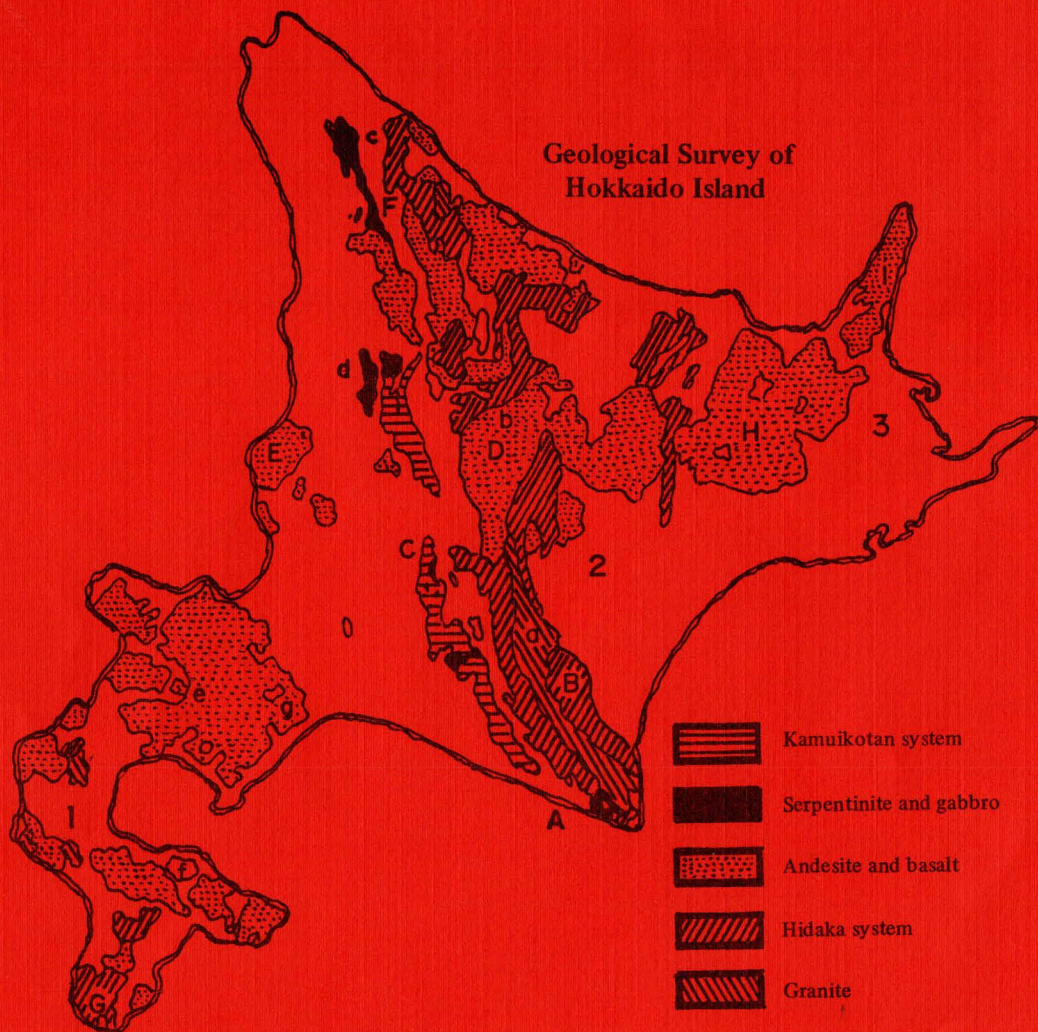 Geological Survey of
Hokkaido Island
c
F
I
d
b
E
D
H
3
C
2
a
B
e
g
A
1
f
G
Kamuikotan system
Serpentinite and gabbro
Andesite and basalt
Hidaka system
Granite